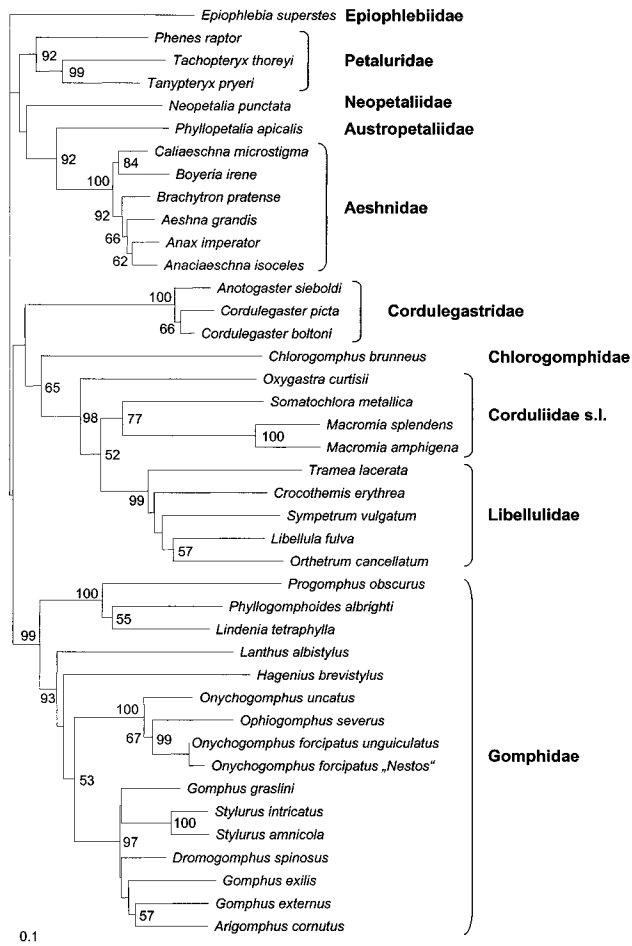 Epiophlebia superstes Epiophlebiidae
Phenes raptor
92
Tachopteryx thoreyi Petaluridae
99
Tanypteryx pryeri
Neopetalia punctata Neopetaliidae
Phyllopetalia apicalis Austropetaliidae
Caliaeschna microstigma
92 84
100 Boyeria irene
Brachytron pratense
92 Aeshnidae
Aeshna grandis
66
Anax imperator
62
Anaciaeschna isoceles
Anotogaster sieboldi
100
Cordulegaster picta Cordulegastridae
66
Cordulegaster boltoni
Chlorogomphus brunneus Chlorogomphidae
65
Oxygastra curtisii
Somatochlora metallica
98 77 Corduliidae s.l.
Macromia splendens
100
52 Macromia amphigena
Tramea lacerata
99
Crocothemis erythrea
Sympetrum vulgatum Libellulidae
Libellula fulva
57
Orthetrum cancellatum
Progomphus obscurus
100
Phyllogomphoides albrighti
55
Lindenia tetraphylla
99
Lanthus albistylus
Hagenius brevistylus
93
Onychogomphus uncatus
100
Ophiogomphus severus
67 99
Onychogomphus forcipatus unguiculatus
Gomphidae
Onychogomphus forcipatus „Nestos“
53
Gomphus graslini
Stylurus intricatus
100
Stylurus amnicola
97
Dromogomphus spinosus
Gomphus exilis
Gomphus externus
57
Arigomphus cornutus
0.1